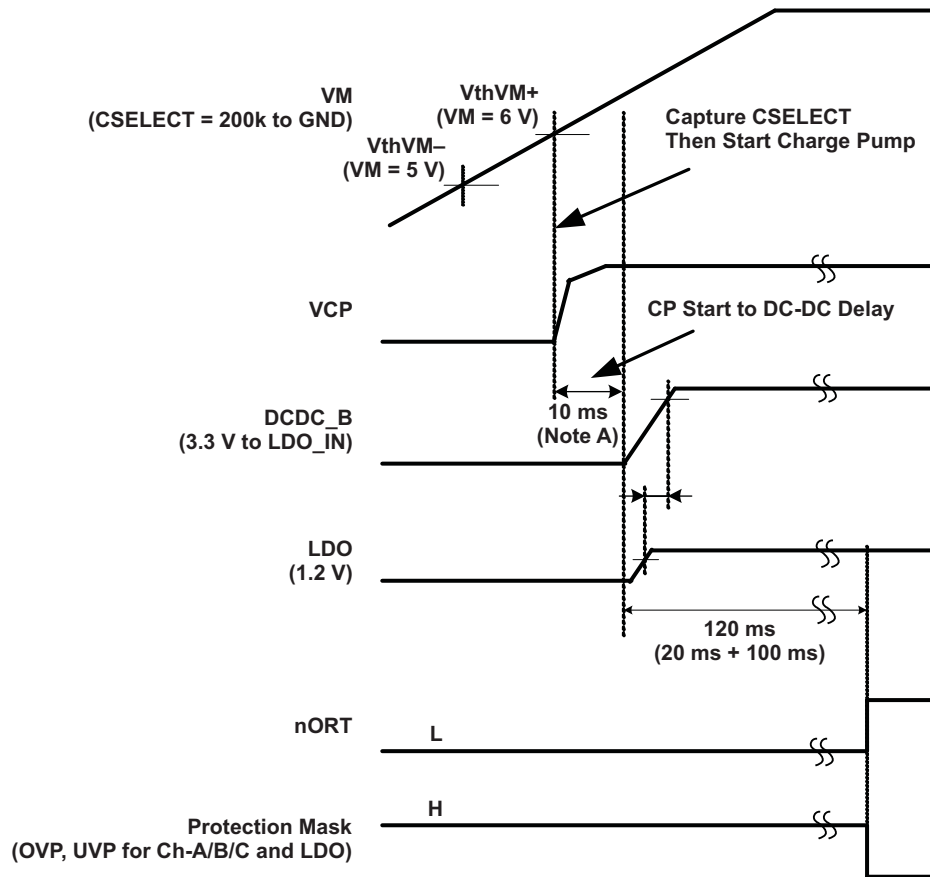 VM
(CSELECT = 200k to GND)
VthVM+
(VM = 6 V)
VthVM–
(VM = 5 V)
Capture CSELECT
Then Start Charge Pump
VCP
CP Start to DC-DC Delay
DCDC_B
(3.3 V to LDO_IN)
10 ms
(Note A)
LDO
(1.2 V)
120 ms
(20 ms + 100 ms)
nORT
L
H
Protection Mask
(OVP, UVP for Ch-A/B/C and LDO)